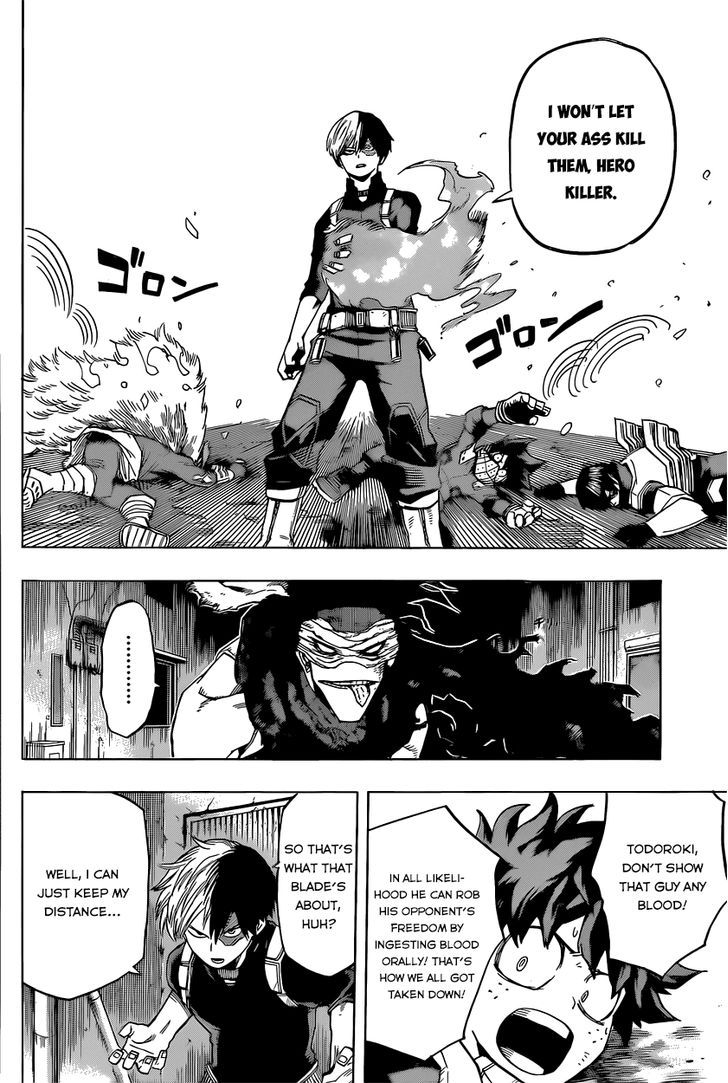 I WON'T LET
YOUR ASS KILL
THEM, HERO
KILLER.
ゴロン
ゴロン
.........
TODOROKI,
DON'T SHOW
THAT GUY ANY
BLOOD!
IN ALL LIKELI-
HOOD HE CAN ROB
HIS OPPONENT'S
FREEDOM BY
INGESTING BLOOD
ORALLY! THAT'S
HOW WE ALL GOT
TAKEN DOWN!
SO THAT'S
WHAT THAT
BLADE'S
ABOUT,
HUH?
WELL, I CAN
JUST KEEP MY
DISTANCE...